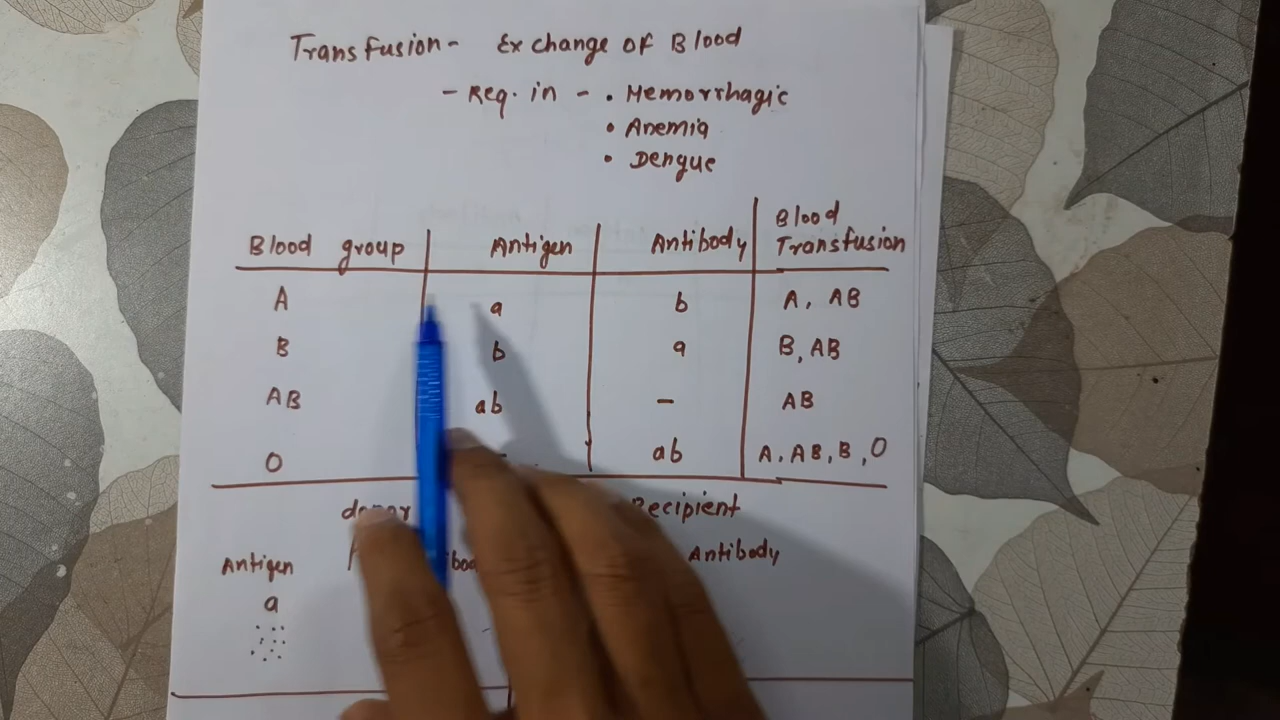 Transfusion - Exchange of Blood
- Req. in - • Hemorrhagic
• Anemia
• Dengue
Blood group Antigen Antibody Blood Transfusion
A a b A, AB
B b a B, AB
AB ab - AB
O - ab A, AB, B, O
Recipient
Antigen Antibody
a